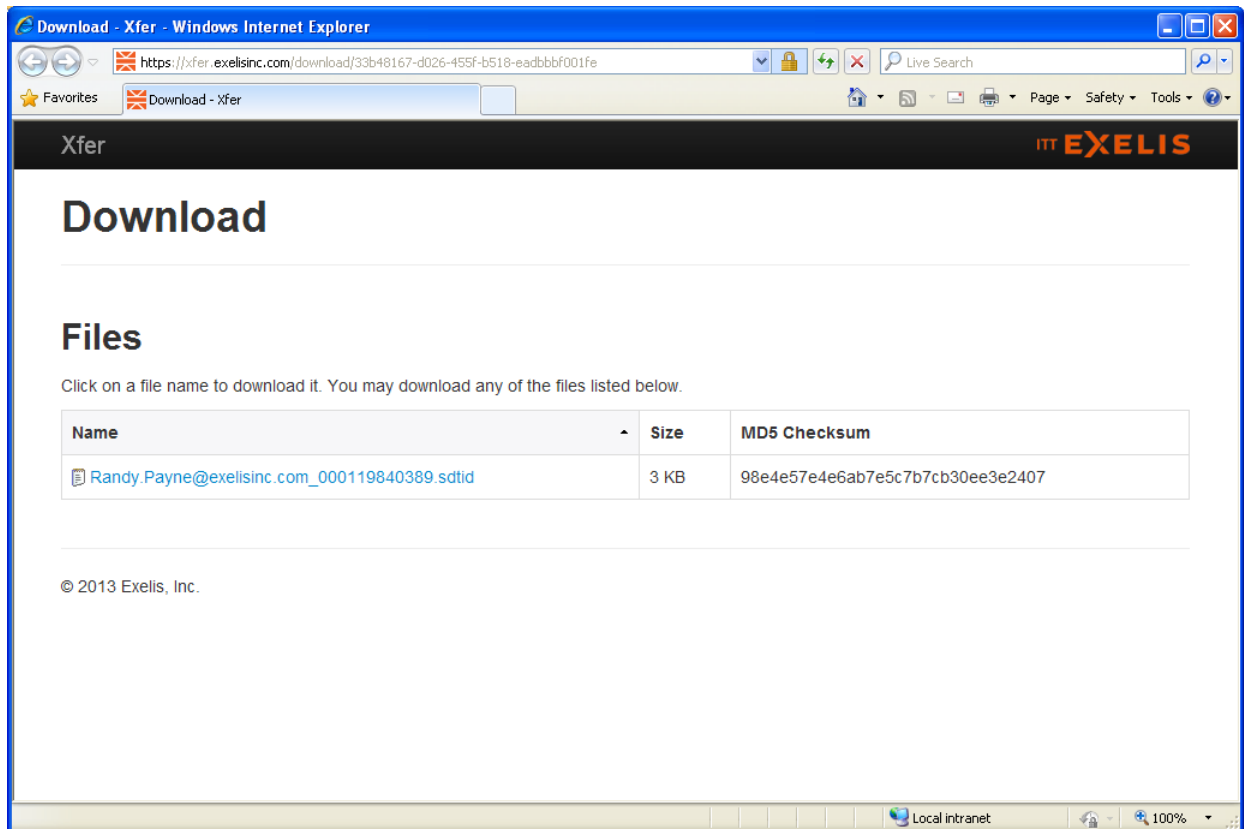 Download - Xfer - Windows Internet Explorer
https://xfer.exelisinc.com/download/33b48167-d026-455f-b518-eadbbbf001fe
Live Search
Favorites
Download - Xfer
Page
Safety
Tools
Xfer
ITT EXELIS
Download
Files
Click on a file name to download it. You may download any of the files listed below.
Name Size MD5 Checksum
Randy.Payne@exelisinc.com_000119840389.sdtid 3 KB 98e4e57e4e6ab7e5c7b7cb30ee3e2407
© 2013 Exelis, Inc.
Local intranet
100%